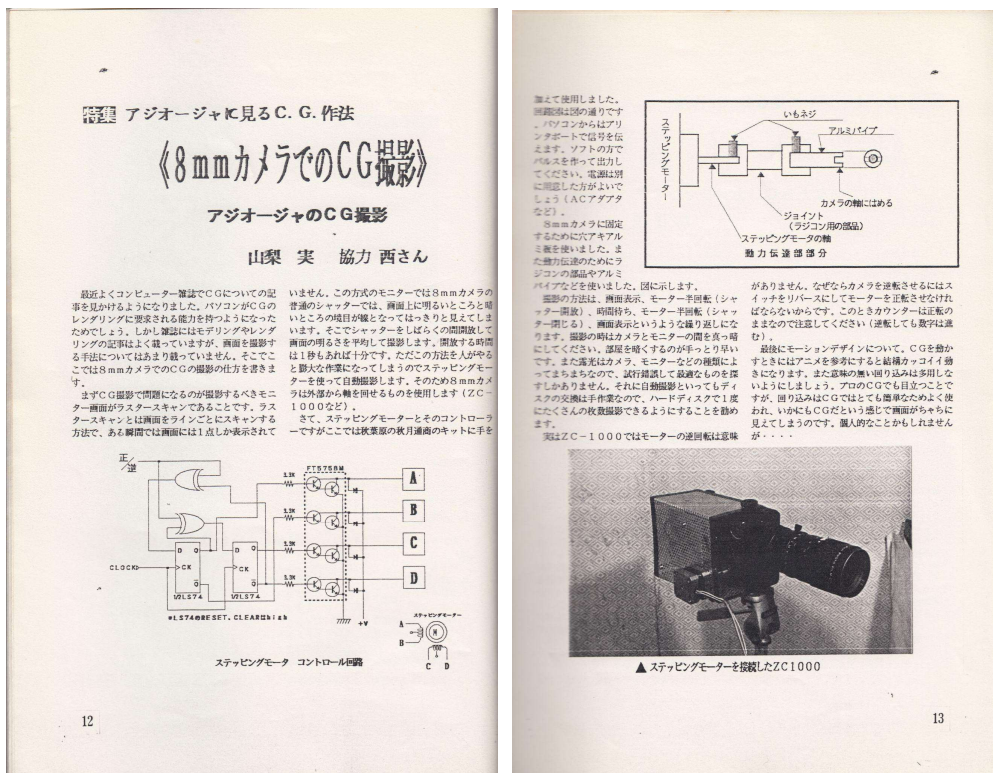 特集 アジオージャに見るC. G. 作法
《8mmカメラでのCG撮影》
アジオージャのCG撮影
山梨 実 協力 西さん
最近よくコンピューター雑誌でCGについての記
事を見かけるようになりました。パソコンがCGの
レンダリングに要求される能力を持つようになった
ためでしょう。しかし雑誌にはモデリングやレンダ
リングの記事はよく載っていますが、画面を撮影す
る手法についてはあまり載っていません。そこでこ
こでは8mmカメラでのCGの撮影の仕方を書きま
す。
まずCG撮影で問題になるのが撮影するべきモニ
ター画面がラスタースキャンであることです。ラス
タースキャンとは画面をラインごとにスキャンする
方法で、ある瞬間では画面には1点しか表示されて
いません。この方式のモニターでは8mmカメラの
普通のシャッターでは、画面上に明るいところと暗
いところの境目が線となってはっきりと見えてしま
います。そこでシャッターをしばらくの間開放して
画面の明るさを平均して撮影します。開放する時間
は1秒もあれば十分です。ただこの方法を人がやる
と膨大な作業になってしまうのでステッピングモー
ターを使って自動撮影します。そのため8mmカメ
ラは外部から軸を回せるものを使用します(ZC-
1000など)。
さて、ステッピングモーターとそのコントローラ
ーですがここでは秋葉原の秋月通商のキットに手を
正/逆
FT5758M
3.3K
3.3K
3.3K
3.3K
A
B
C
D
D Q
CK
Q
1/2LS74
D Q
CK
Q
1/2LS74
CLOCK
*LS74のRESET, CLEARはhigh
+V
ステッピングモーター
A
B
M
C D
ステッピングモータ コントロール回路
12
加えて使用しました。
回路図は図の通りです
。パソコンからはプリ
ンタポートで信号を伝
えます。ソフトの方で
パルスを作って出力し
てください。電源は別
に用意した方がよいで
しょう(ACアダプタ
など)。
8mmカメラに固定
するために穴アキアル
ミ板を使いました。ま
た動力伝達のためにラ
ジコンの部品やアルミ
パイプなどを使いました。図に示します。
撮影の方法は、画面表示、モーター半回転(シャ
ッター開放)、時間待ち、モーター半回転(シャッ
ター閉じる)、画面表示というような繰り返しにな
ります。撮影の時はカメラとモニターの間を真っ暗
にしてください。部屋を暗くするのが手っとり早い
です。また露光はカメラ、モニターなどの種類によ
ってまちまちなので、試行錯誤して最適なものを探
すしかありません。それに自動撮影といってもディ
スクの交換は手作業なので、ハードディスクで1度
にたくさんの枚数撮影できるようにすることを勧め
ます。
実はZC-1000ではモーターの逆回転は意味
ステッピングモーター
いもネジ
アルミパイプ
カメラの軸にはめる
ジョイント
(ラジコン用の部品)
ステッピングモータの軸
動力伝達部部分
がありません。なぜならカメラを逆転させるにはス
イッチをリバースにしてモーターを正転させなけれ
ばならないからです。このときカウンターは正転の
ままなので注意してください(逆転しても数字は進
む)。
最後にモーションデザインについて。CGを動か
すときにはアニメを参考にすると結構カッコイイ動
きになります。また意味の無い回り込みは多用しな
いようにしましょう。プロのCGでも目立つことで
すが、回り込みはCGではとても簡単なためよく使
われ、いかにもCGだという感じで画面がちゃちに
見えてしまうのです。個人的なことかもしれません
が・・・・
▲ ステッピングモーターを接続したZC1000
13